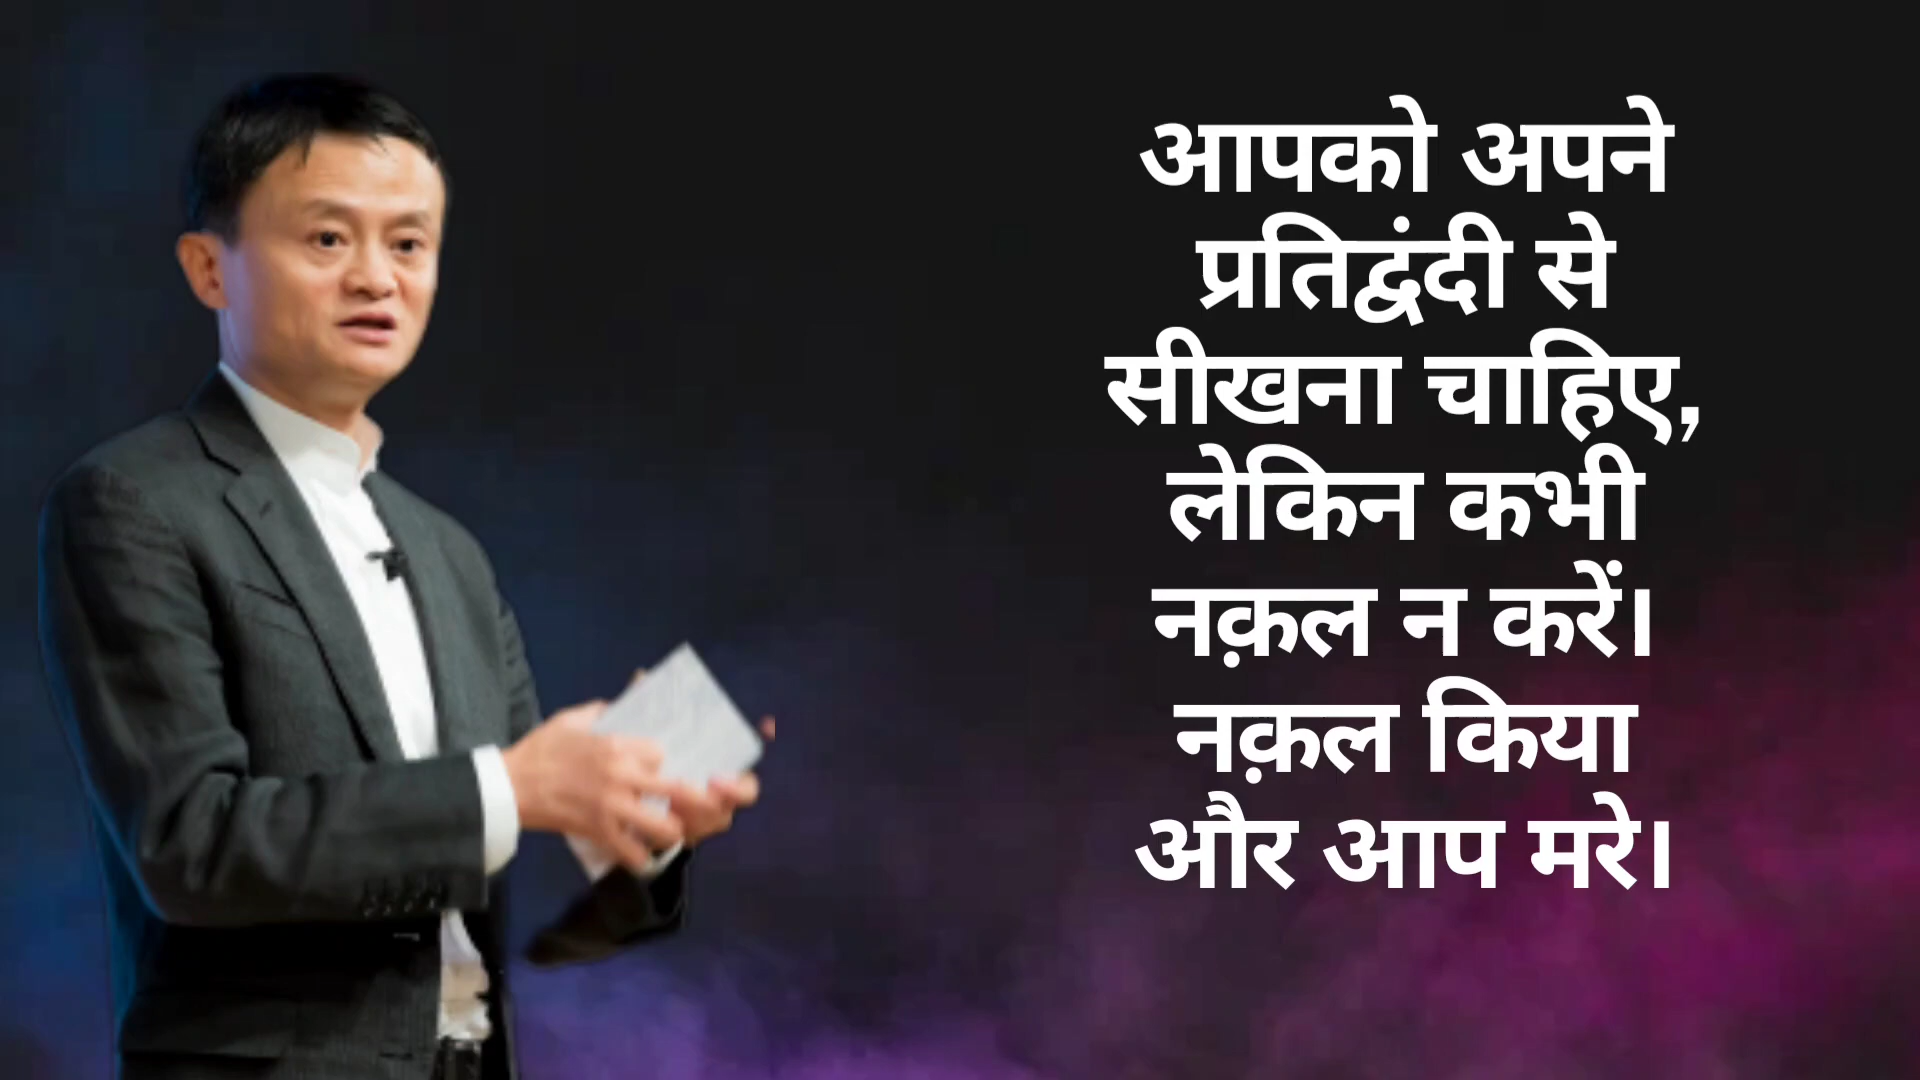 आपको अपने
प्रतिद्वंदी से
सीखना चाहिए,
लेकिन कभी
नक़ल न करें।
नक़ल किया
और आप मरे।